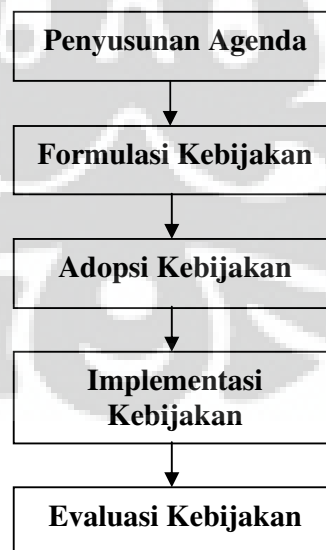 Penyusunan Agenda
Formulasi Kebijakan
Adopsi Kebijakan
Implementasi
Kebijakan
Evaluasi Kebijakan